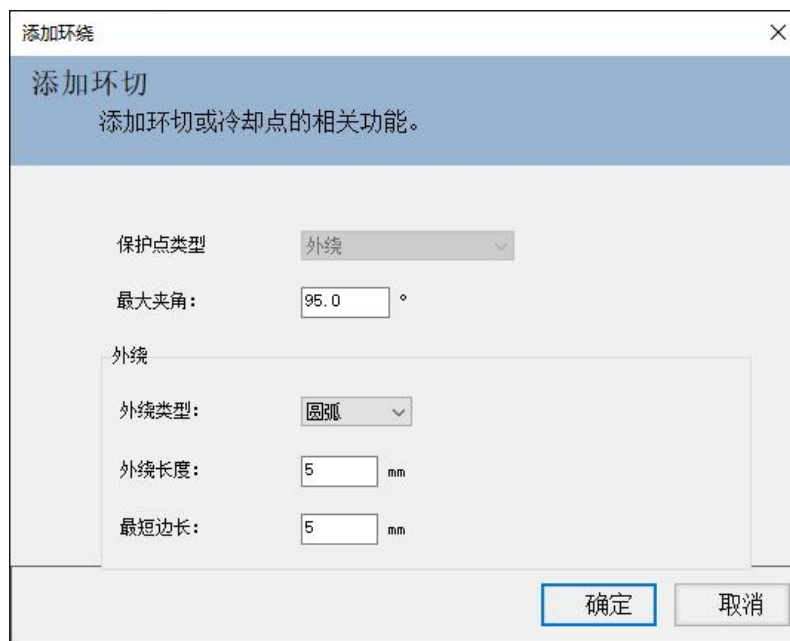 添加环绕
添加环切
添加环切或冷却点的相关功能。
保护点类型 外绕
最大夹角: 95.0 °
外绕
外绕类型: 圆弧
外绕长度: 5 mm
最短边长: 5 mm
确定 取消